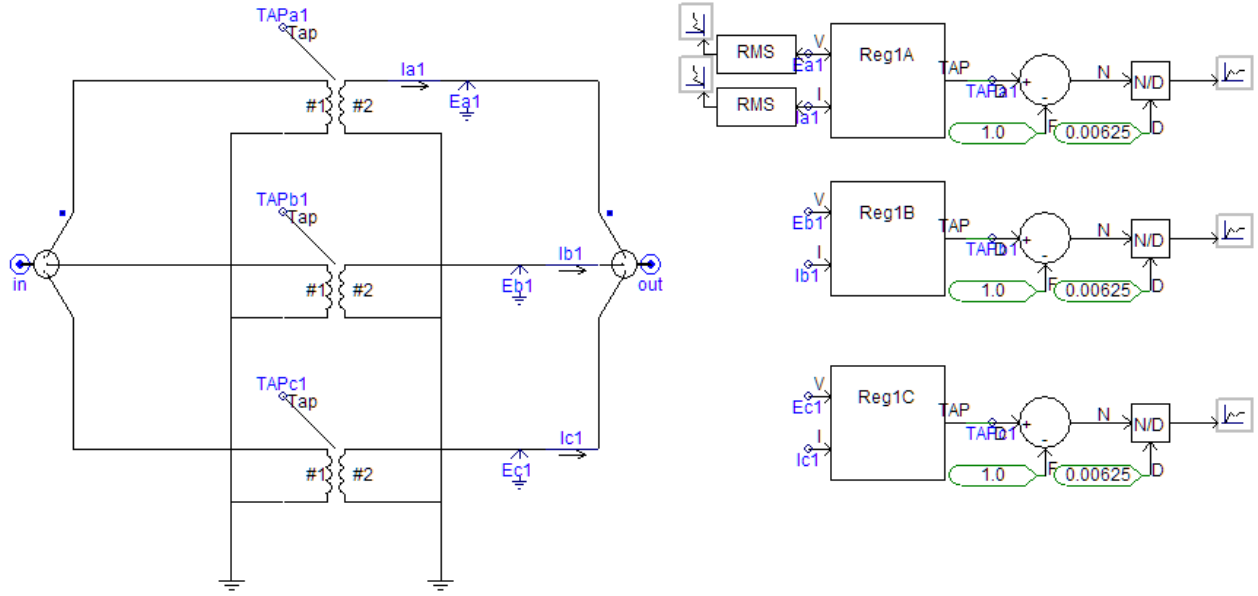 TAPa1
Tap
Ia1
#1
#2
Ea1
TAPb1
Tap
Ib1
in
#1
#2
Eb1
out
TAPc1
Tap
Ic1
#1
#2
Ec1
RMS
V
Ea1
Reg1A
TAP
TAPa1
D
+
-
N
N/D
RMS
I
Ia1
1.0
F
0.00625
D
V
Eb1
Reg1B
TAP
TAPb1
D
+
-
N
N/D
I
Ib1
1.0
F
0.00625
D
V
Ec1
Reg1C
TAP
TAPc1
D
+
-
N
N/D
I
Ic1
1.0
F
0.00625
D